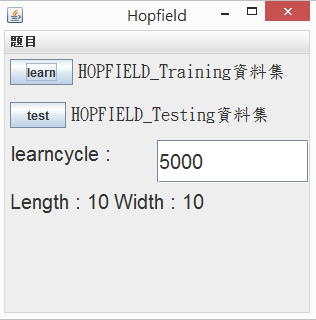 Hopfield
題目
learn HOPFIELD_Training資料集
test HOPFIELD_Testing資料集
learncycle : 5000
Length : 10 Width : 10